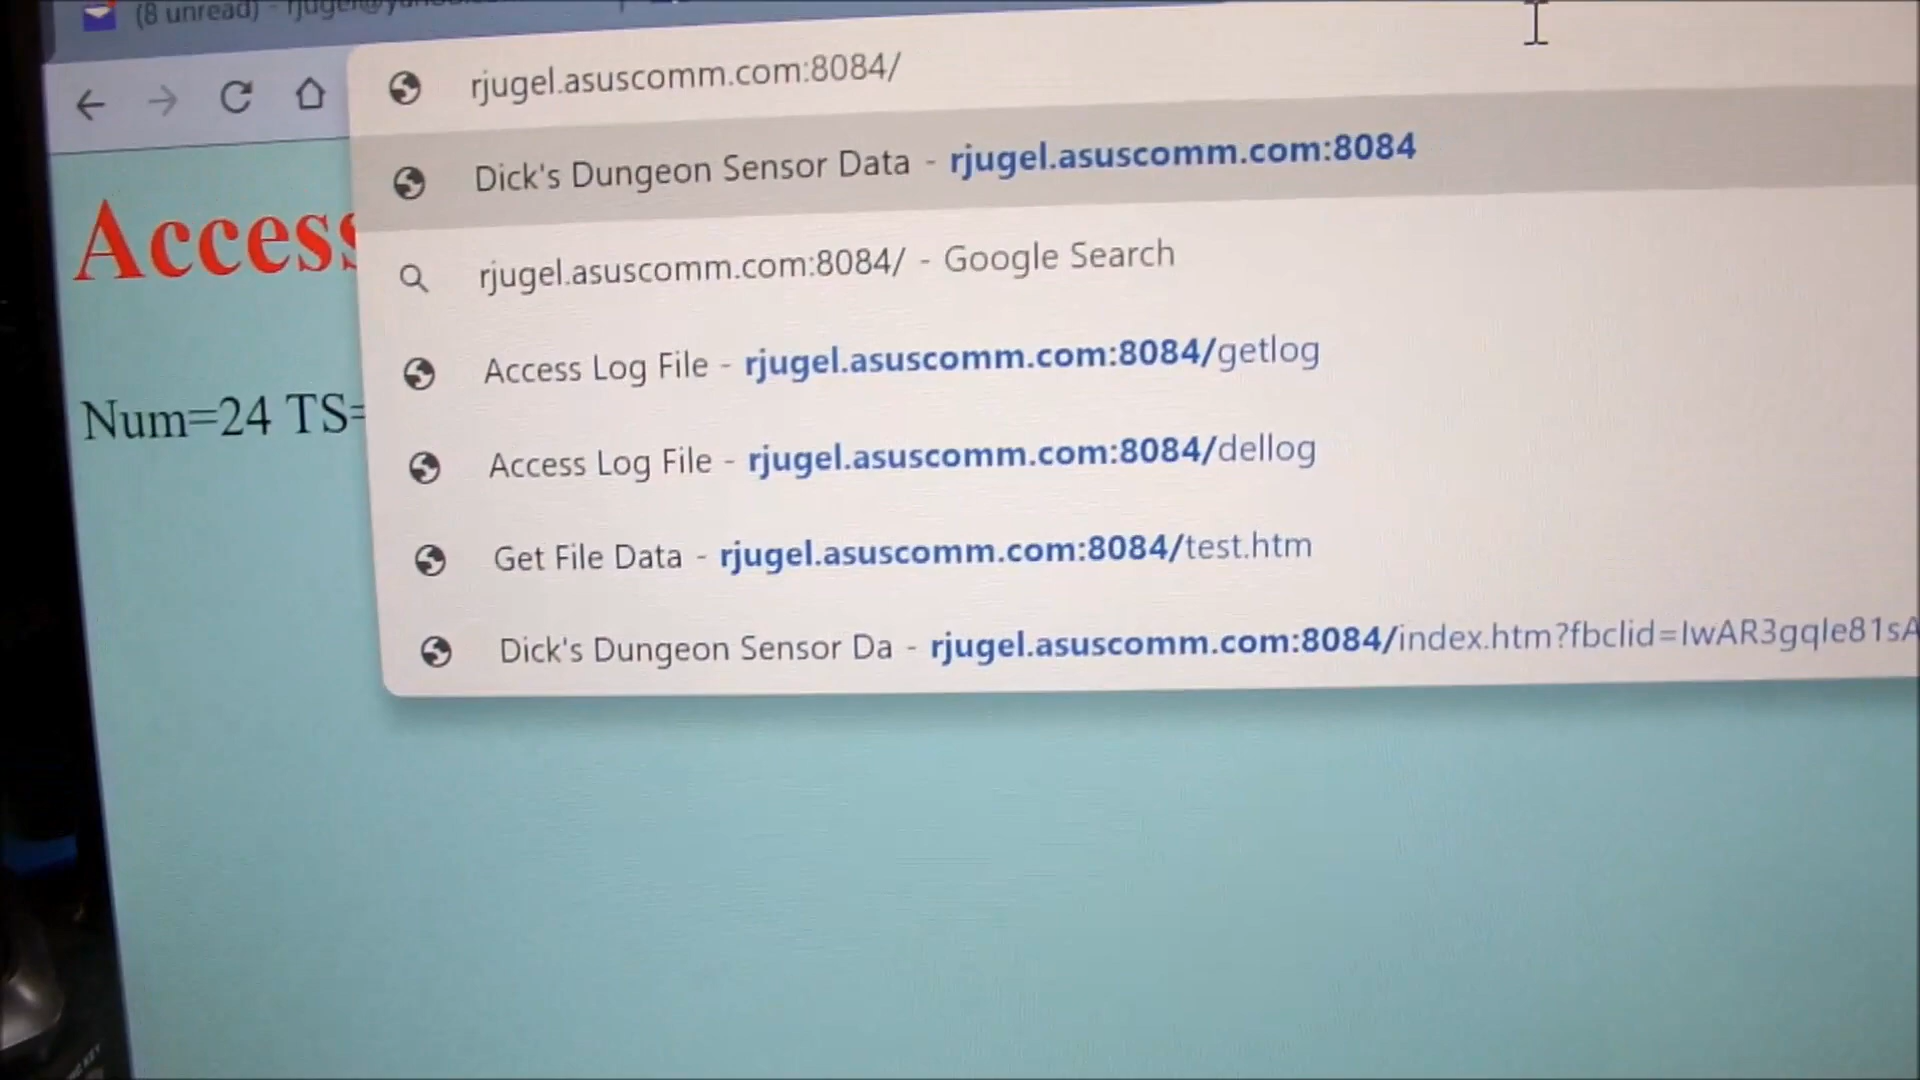 (8 unread) - rjugel@
rjugel.asuscomm.com:8084/
Dick's Dungeon Sensor Data - rjugel.asuscomm.com:8084
rjugel.asuscomm.com:8084/ - Google Search
Access Log File - rjugel.asuscomm.com:8084/getlog
Access Log File - rjugel.asuscomm.com:8084/dellog
Get File Data - rjugel.asuscomm.com:8084/test.htm
Dick's Dungeon Sensor Da - rjugel.asuscomm.com:8084/index.htm?fbclid=IwAR3gqle81sA
Access
Num=24 TS=